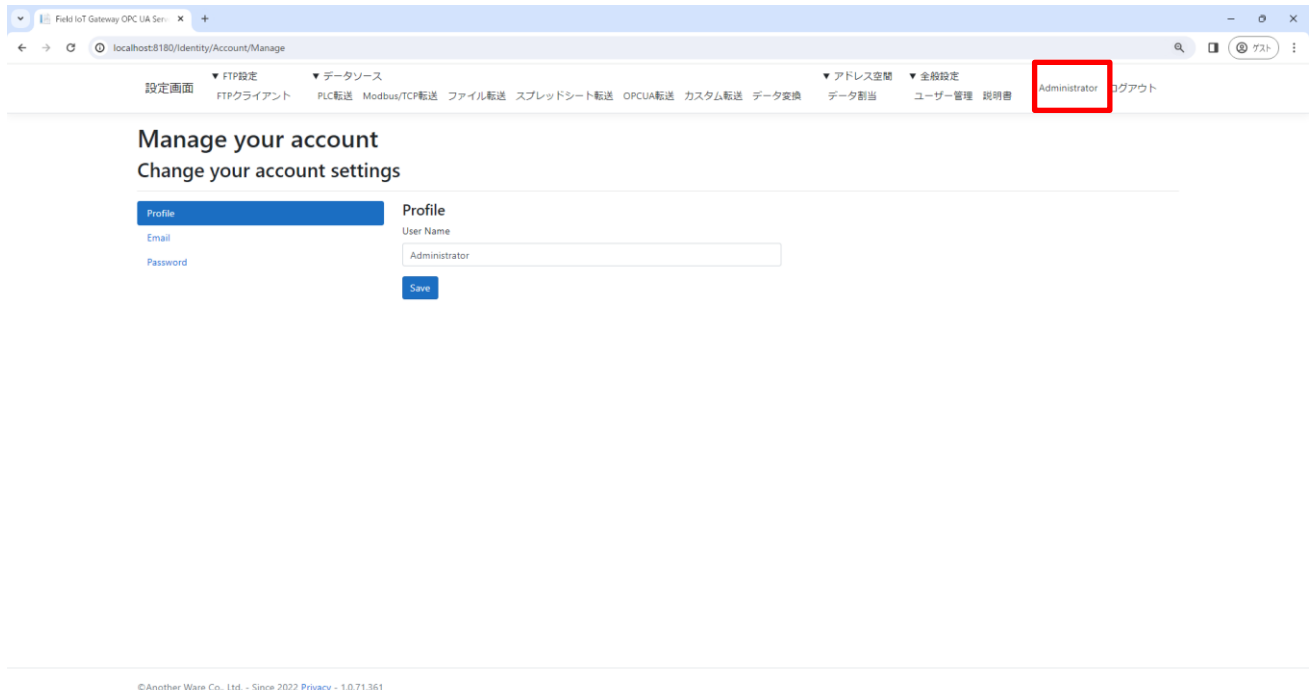 Field IoT Gateway OPC UA Serv
localhost:8180/Identity/Account/Manage
ゲスト
設定画面
▼ FTP設定 ▼ データソース ▼ アドレス空間 ▼ 全般設定
FTPクライアント PLC転送 Modbus/TCP転送 ファイル転送 スプレッドシート転送 OPCUA転送 カスタム転送 データ変換 データ割当 ユーザー管理 説明書
Administrator ログアウト
Manage your account
Change your account settings
Profile
Email
Password
Profile
User Name
Administrator
Save
©Another Ware Co., Ltd. - Since 2022 Privacy - 1.0.71.361